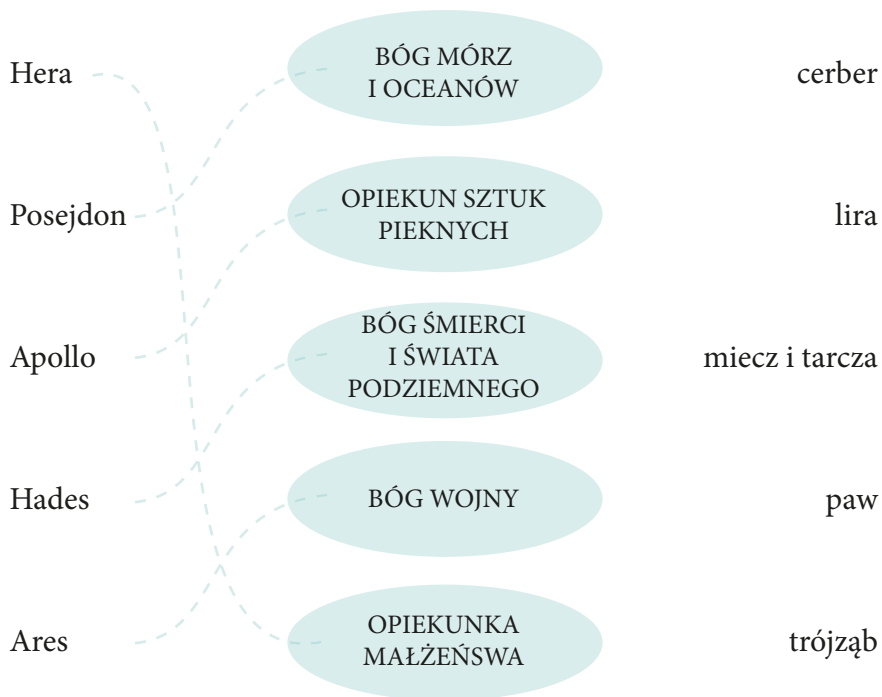 Hera
BÓG MÓRZ
I OCEANÓW
cerber
Posejdon
OPIEKUN SZTUK
PIEKNYCH
lira
Apollo
BÓG ŚMIERCI
I ŚWIATA
PODZIEMNEGO
miecz i tarcza
Hades
BÓG WOJNY
paw
Ares
OPIEKUNKA
MAŁŻEŃSWA
trójząb